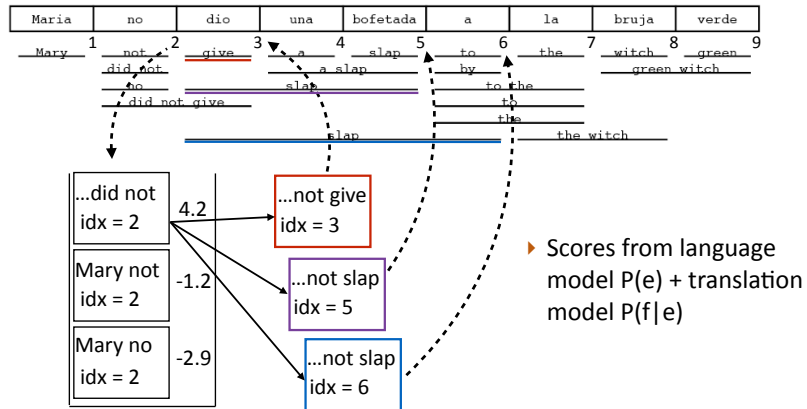 Maria no dio una bofetada a la bruja verde
1 2 3 4 5 6 7 8 9
Mary not give a slap to the witch green
did not a slap by green witch
no slap to the
did not give to
the
slap the witch
...did not
idx = 2
4.2
Mary not
idx = 2
-1.2
Mary no
idx = 2
-2.9
...not give
idx = 3
...not slap
idx = 5
...not slap
idx = 6
Scores from language
model P(e) + translation
model P(f|e)